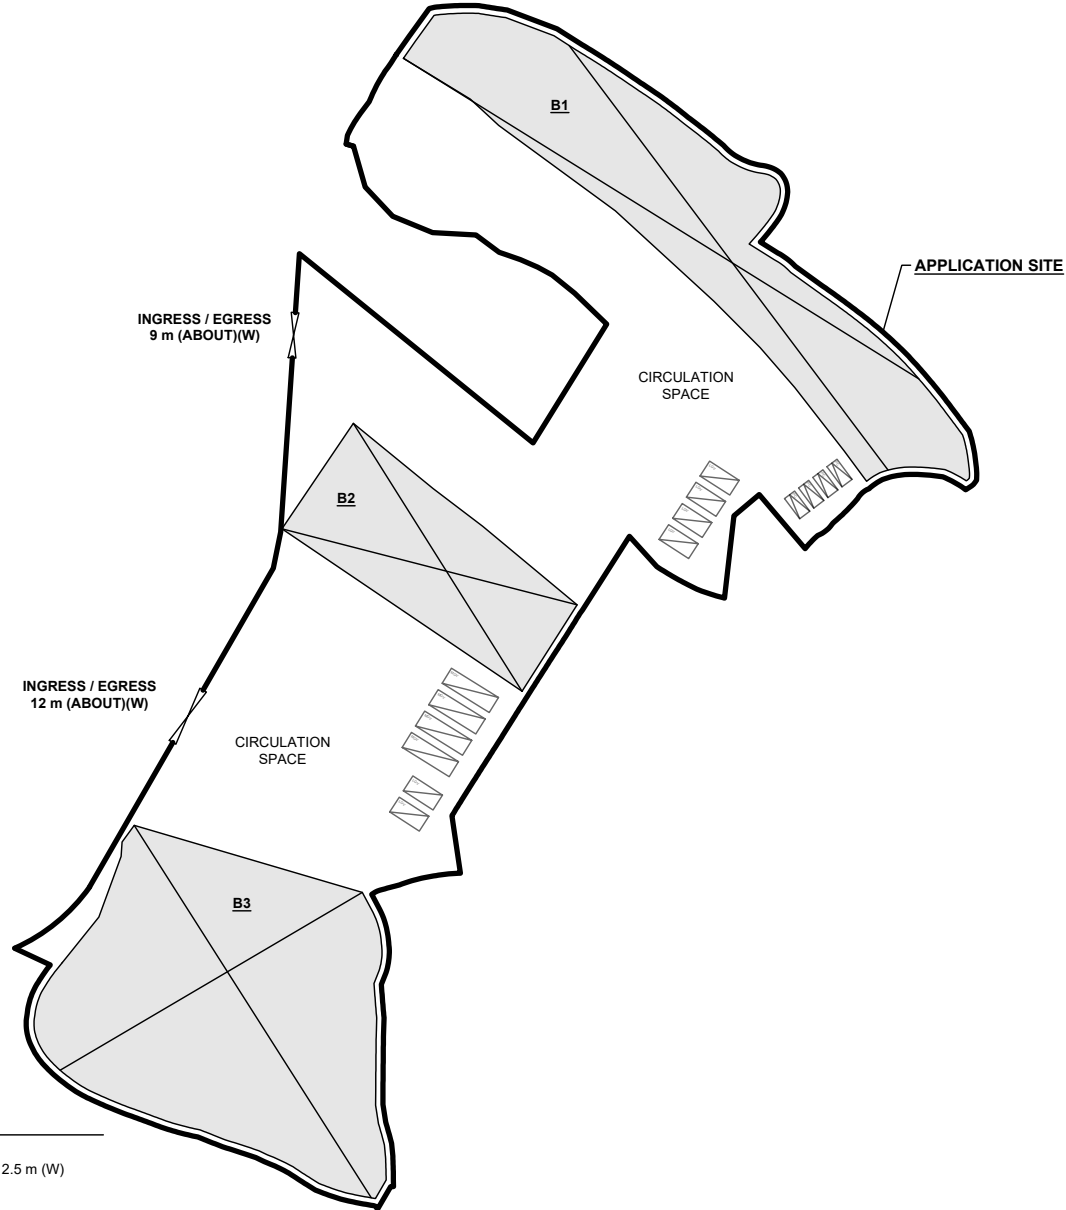 B1
APPLICATION SITE
INGRESS / EGRESS
9 m (ABOUT)(W)
CIRCULATION
SPACE
B2
INGRESS / EGRESS
12 m (ABOUT)(W)
CIRCULATION
SPACE
B3
2.5 m (W)